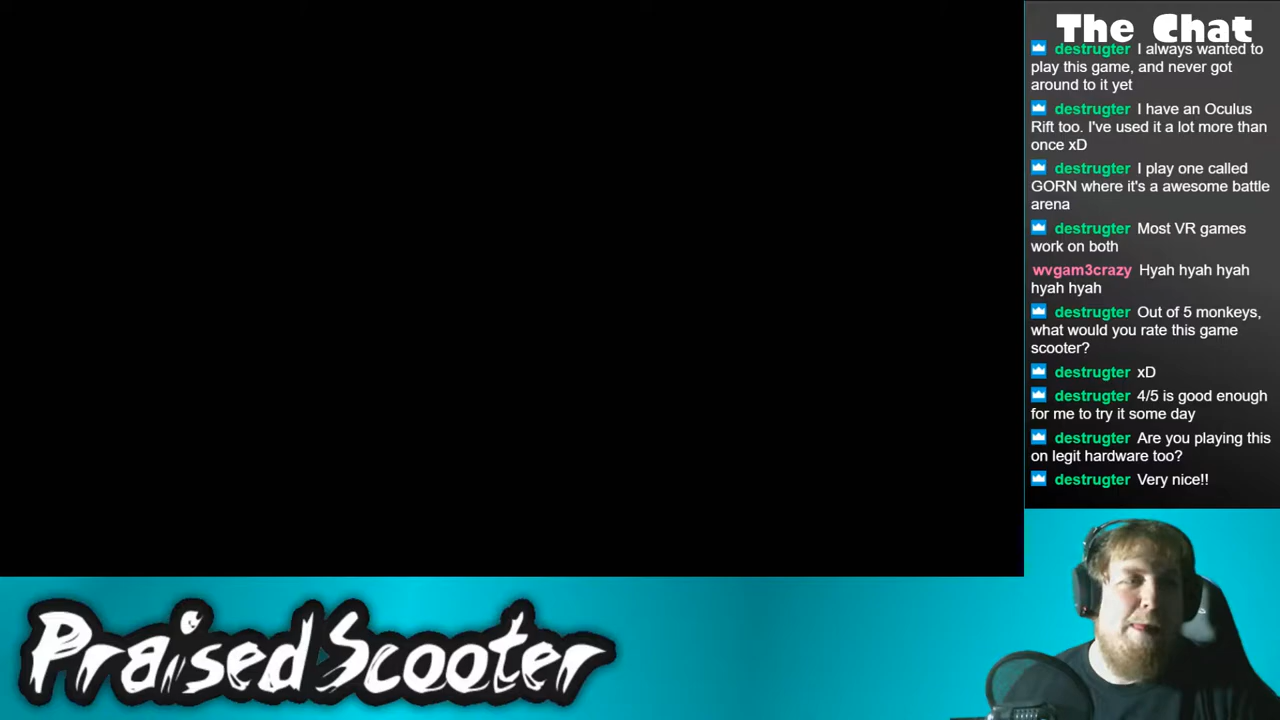 The Chat
destrugter I always wanted to
play this game, and never got
around to it yet
destrugter I have an Oculus
Rift too. I've used it a lot more than
once xD
destrugter I play one called
GORN where it's a awesome battle
arena
destrugter Most VR games
work on both
wvgam3crazy Hyah hyah hyah
hyah hyah
destrugter Out of 5 monkeys,
what would you rate this game
scooter?
destrugter xD
destrugter 4/5 is good enough
for me to try it some day
destrugter Are you playing this
on legit hardware too?
destrugter Very nice!!
PraisedScooter